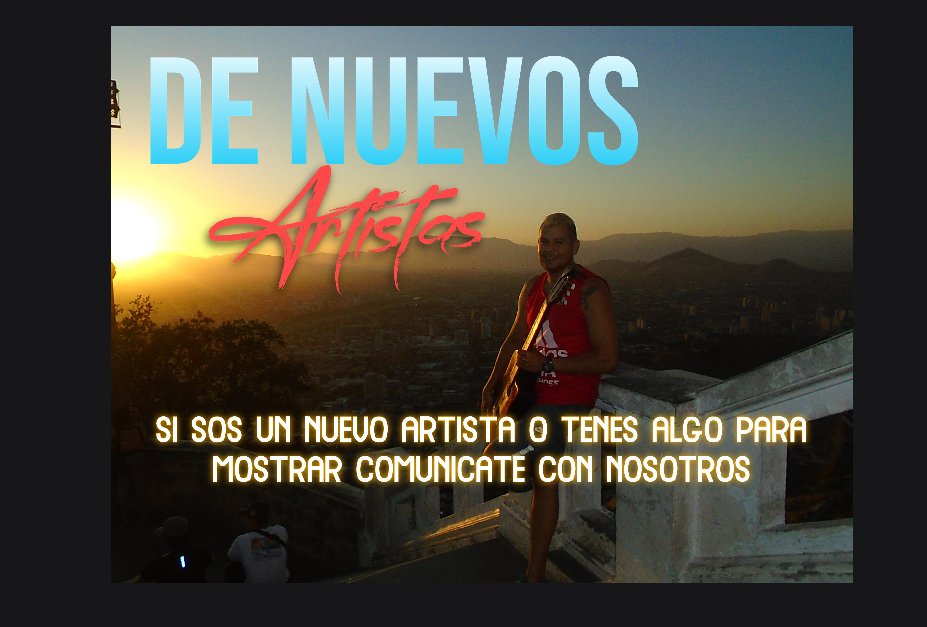 DE NUEVOS
Artistas
SI SOS UN NUEVO ARTISTA O TENES ALGO PARA
MOSTRAR COMUNICATE CON NOSOTROS